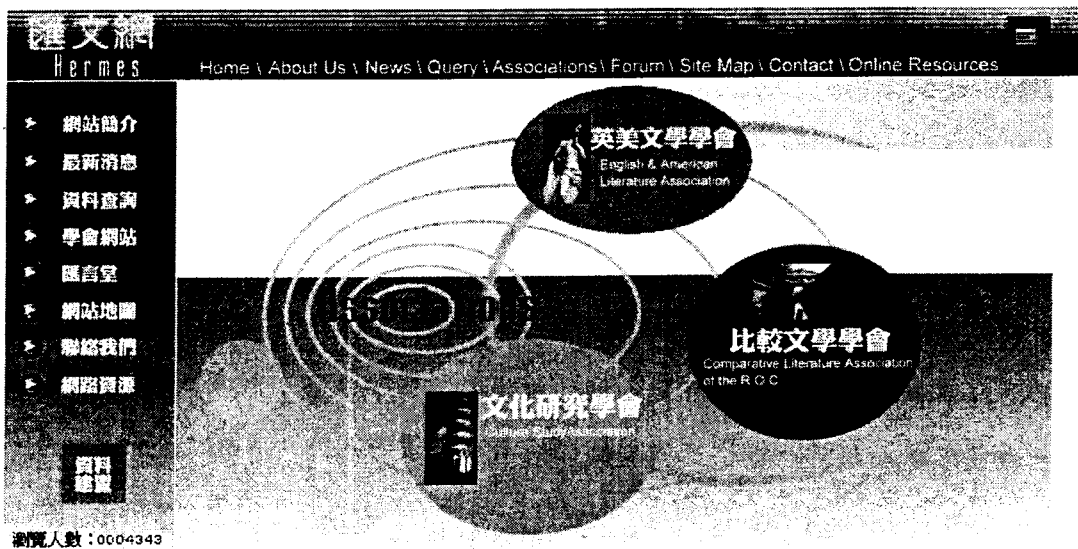 匯文網
Hermes
Home \ About Us \ News \ Query \ Associations \ Forum \ Site Map \ Contact \ Online Resources
網站簡介
最新消息
資料查詢
學會網站
匯言堂
網站地圖
聯絡我們
網路資源
資料
建置
瀏覽人數:0004343
英美文學學會
English & American
Literature Association
比較文學學會
Comparative Literature Association
of the R.O.C
文化研究學會
Cultural Study Association